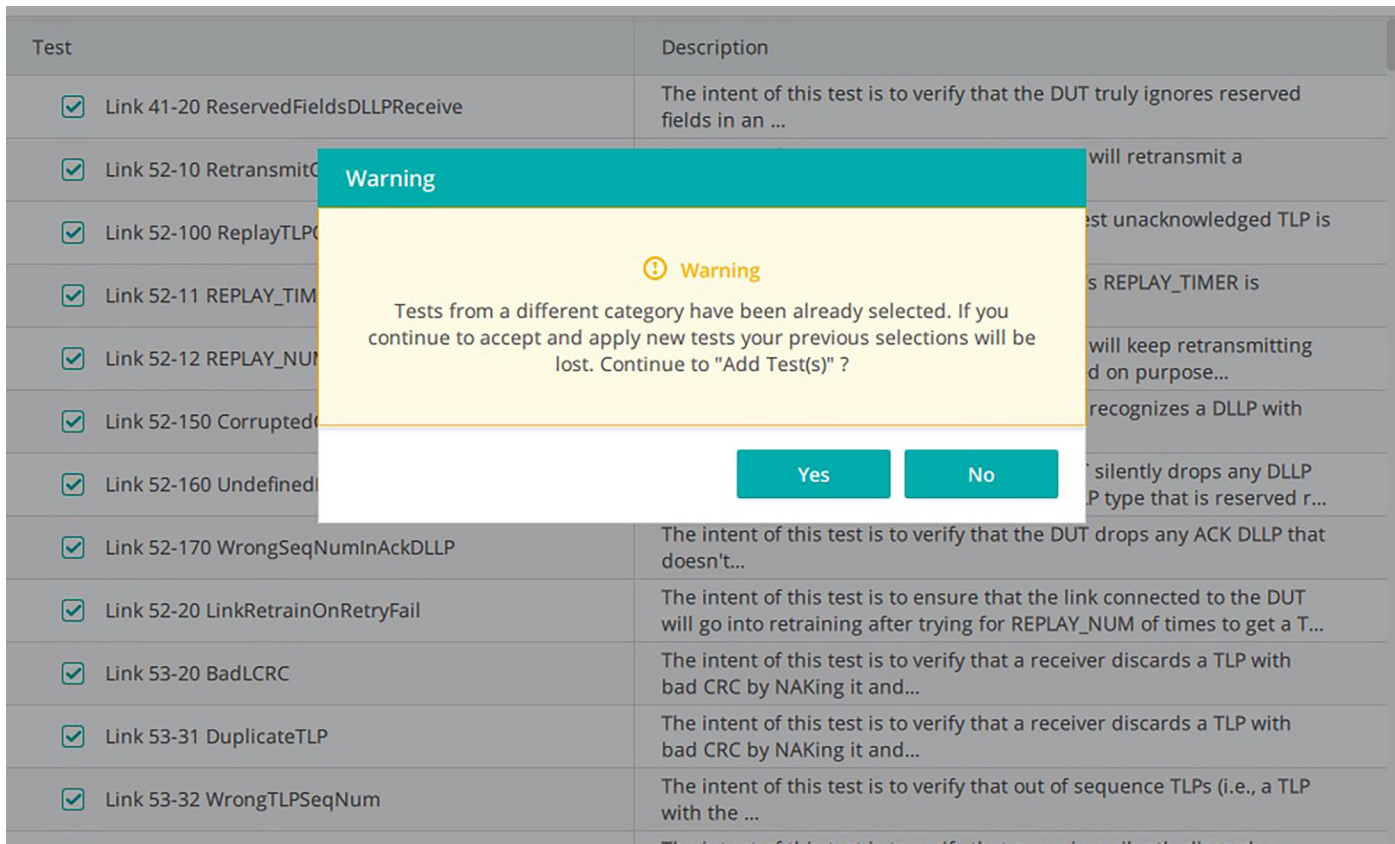 Test
Description
Link 41-20 ReservedFieldsDLLPReceive
The intent of this test is to verify that the DUT truly ignores reserved
fields in an ...
Link 52-10
will retransmit a
Link 52-100
unacknowledged TLP is
Link 52-11
REPLAY_TIMER is
Link 52-12
will keep retransmitting
on purpose...
Link 52-150
recognizes a DLLP with
Link 52-160
silently drops any DLLP
type that is reserved r...
Warning
Warning
Tests from a different category have been already selected. If you
continue to accept and apply new tests your previous selections will be
lost. Continue to "Add Test(s)" ?
Yes
No
Link 52-170 WrongSeqNumInAckDLLP
The intent of this test is to verify that the DUT drops any ACK DLLP that
doesn't...
Link 52-20 LinkRetrainOnRetryFail
The intent of this test is to ensure that the link connected to the DUT
will go into retraining after trying for REPLAY_NUM of times to get a T...
Link 53-20 BadLCRC
The intent of this test is to verify that a receiver discards a TLP with
bad CRC by NAKing it and...
Link 53-31 DuplicateTLP
The intent of this test is to verify that a receiver discards a TLP with
bad CRC by NAKing it and...
Link 53-32 WrongTLPSeqNum
The intent of this test is to verify that out of sequence TLPs (i.e., a TLP
with the ...